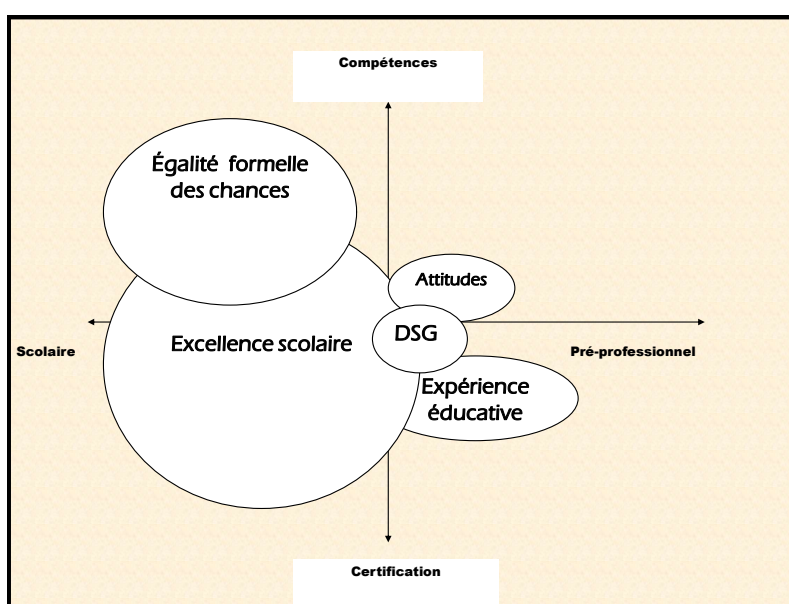 Compétences
Égalité formelle
des chances
Attitudes
DSG
Excellence scolaire
Scolaire
Pré-professionnel
Expérience
éducative
Certification